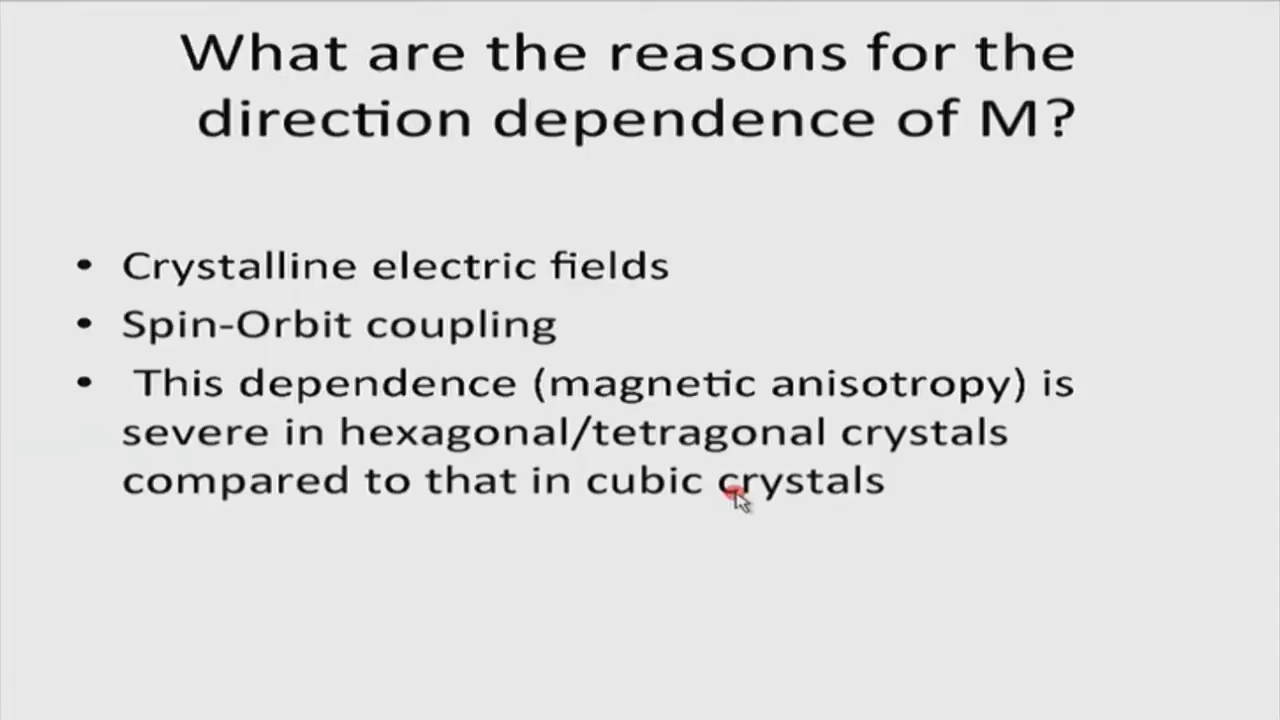 What are the reasons for the
direction dependence of M?
• Crystalline electric fields
• Spin-Orbit coupling
• This dependence (magnetic anisotropy) is
severe in hexagonal/tetragonal crystals
compared to that in cubic crystals